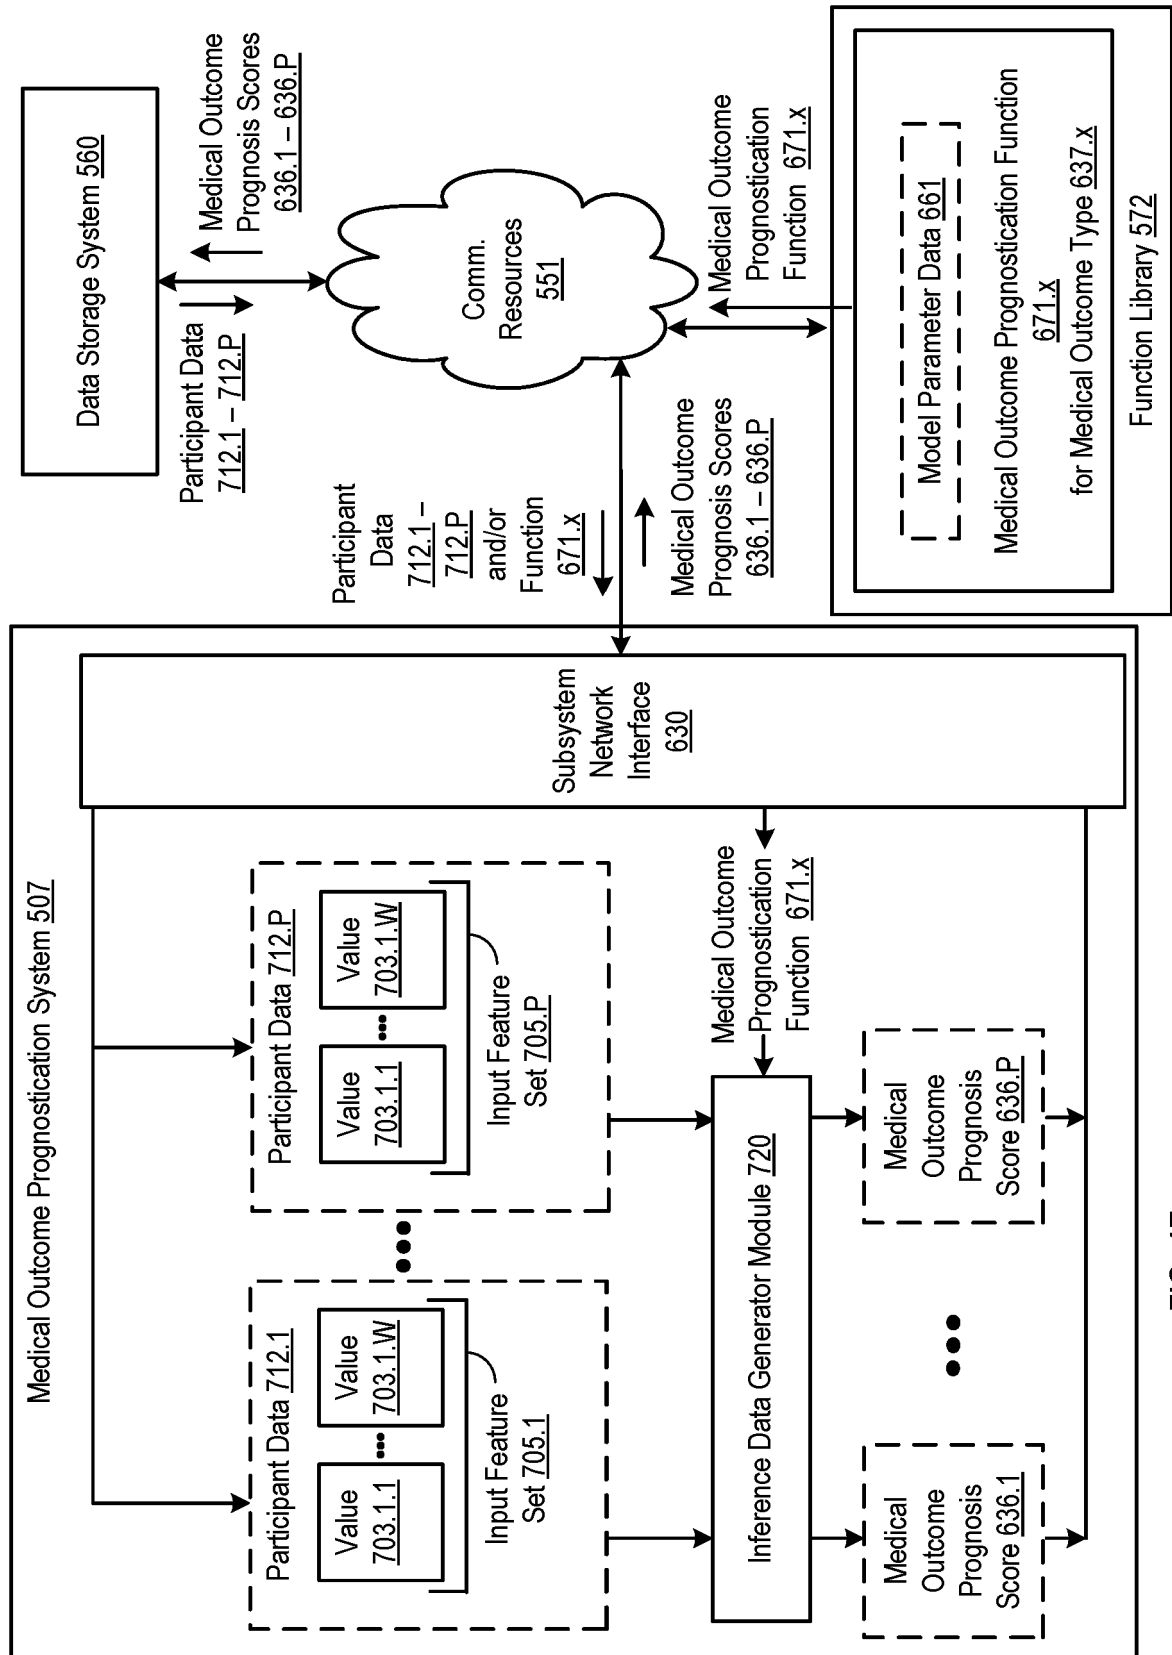 Medical Outcome Prognostication System 507
Participant Data 712.1
Value
703.1.1
Value
703.1.W
Input Feature
Set 705.1
Participant Data 712.P
Value
703.1.1
Value
703.1.W
Input Feature
Set 705.P
Subsystem
Network
Interface
630
Medical Outcome
Prognostication
Function 671.x
Inference Data Generator Module 720
Medical
Outcome
Prognosis
Score 636.1
Medical
Outcome
Prognosis
Score 636.P
Data Storage System 560
Participant Data
712.1 – 712.P
Medical Outcome
Prognosis Scores
636.1 – 636.P
Comm.
Resources
551
Participant
Data
712.1 –
712.P
and/or
Function
671.x
Medical Outcome
Prognosis Scores
636.1 – 636.P
Medical Outcome
Prognostication
Function 671.x
Model Parameter Data 661
Medical Outcome Prognostication Function
671.x
for Medical Outcome Type 637.x
Function Library 572